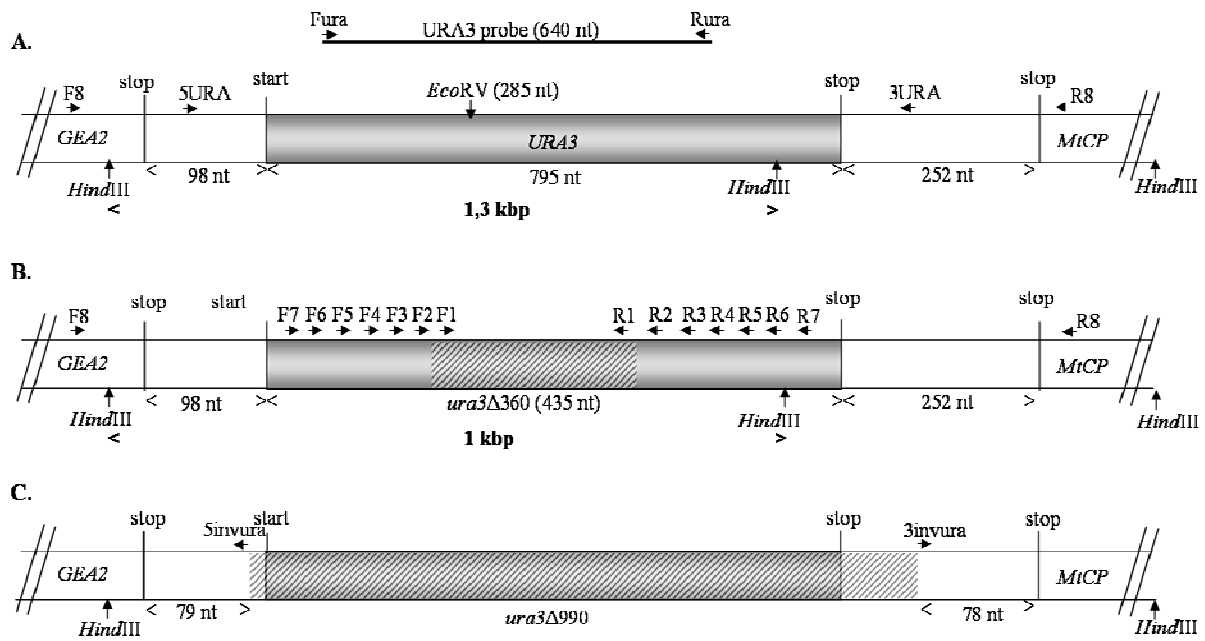 Fura URA3 probe (640 nt) Rura
A.
F8 stop 5URA start EcoRV (285 nt) stop 3URA stop R8
GEA2 URA3 MtCP
HindIII < 98 nt >< 795 nt HindIII >< 252 nt > HindIII
< 1,3 kbp >
B.
F8 stop start F7 F6 F5 F4 F3 F2 F1 R1 R2 R3 R4 R5 R6 R7 stop stop R8
GEA2 MtCP
HindIII < 98 nt >< ura3Δ360 (435 nt) HindIII >< 252 nt > HindIII
< 1 kbp >
C.
stop 5invura start stop 3invura stop
GEA2 MtCP
HindIII < 79 nt > ura3Δ990 < 78 nt > HindIII